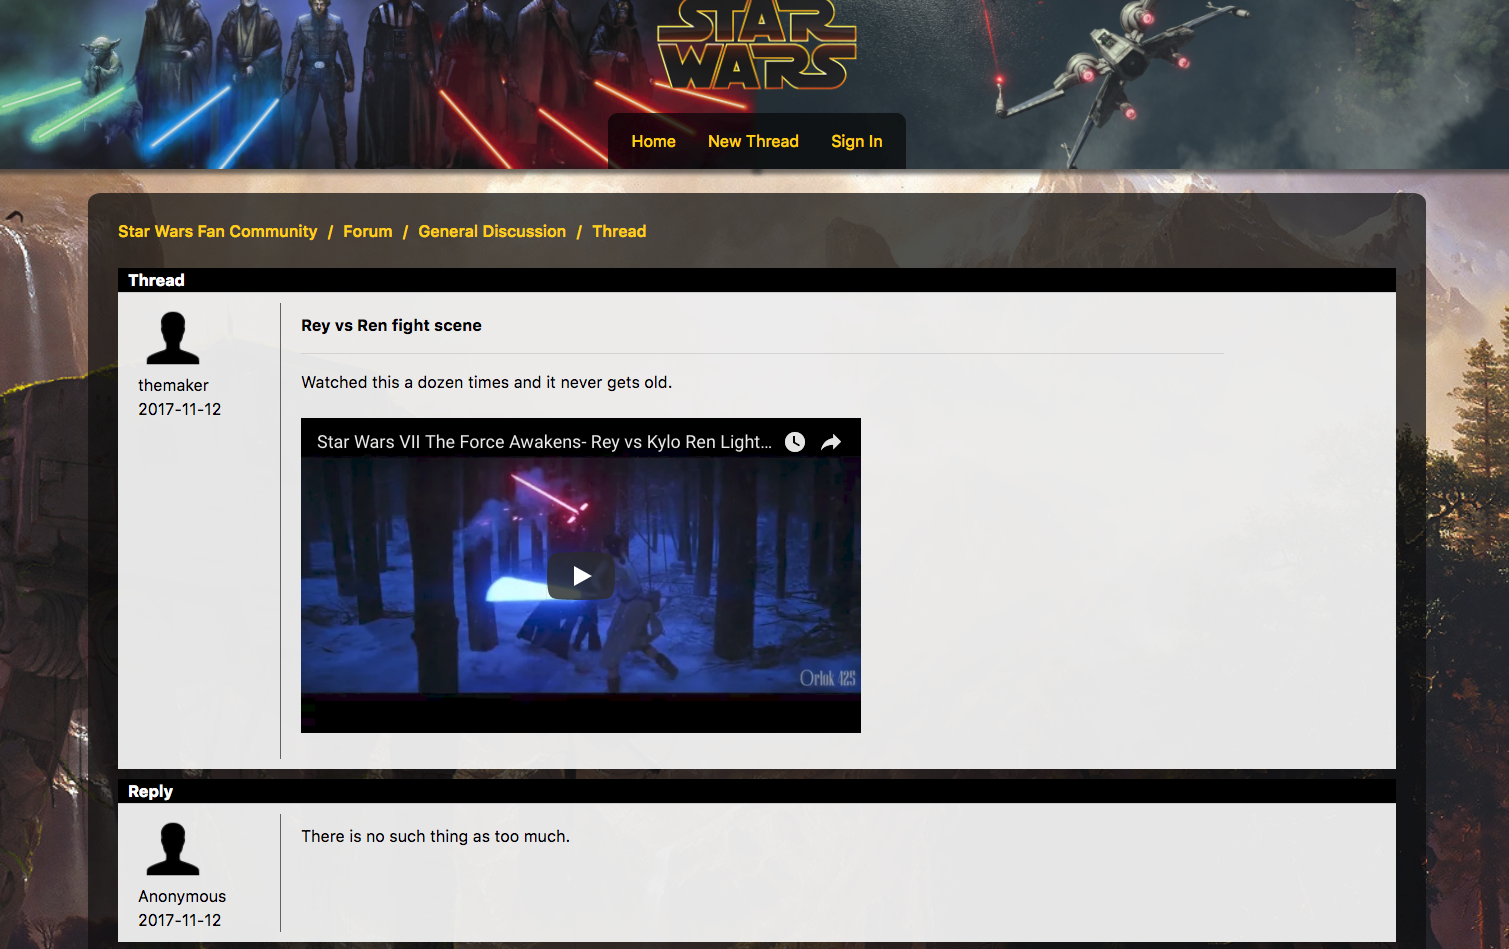 STAR
WARS
Home New Thread Sign In
Star Wars Fan Community / Forum / General Discussion / Thread
Thread
themaker
2017-11-12
Rey vs Ren fight scene
Watched this a dozen times and it never gets old.
Star Wars VII The Force Awakens- Rey vs Kylo Ren Light...
Orlok 425
Reply
Anonymous
2017-11-12
There is no such thing as too much.